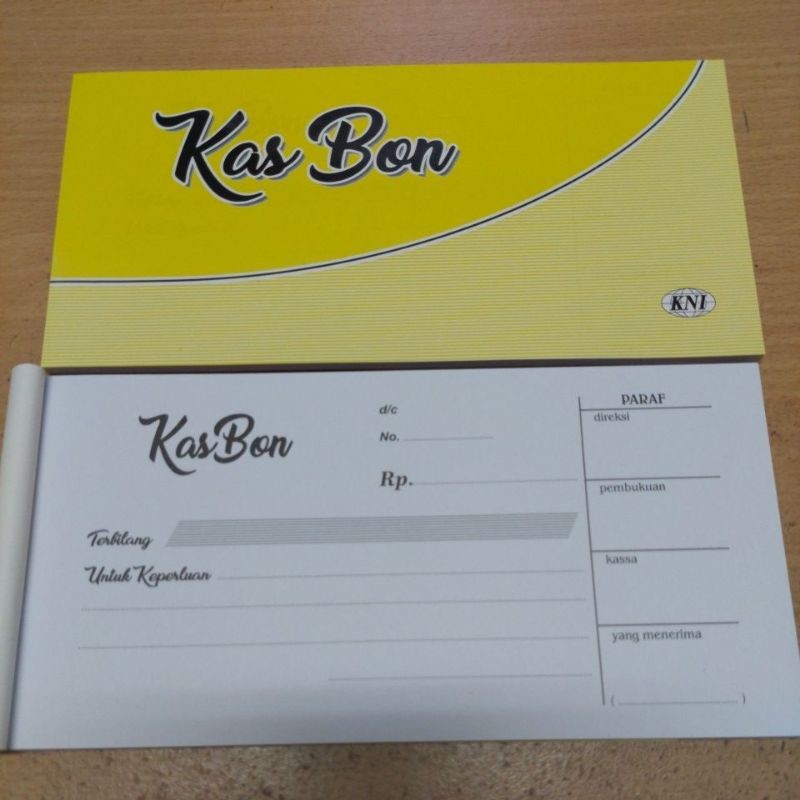 Kas Bon
KNI
Kas Bon
d/c
No.
Rp.
Terbilang
Untuk Keperluan
PARAF
direksi
pembukuan
kassa
yang menerima
( )